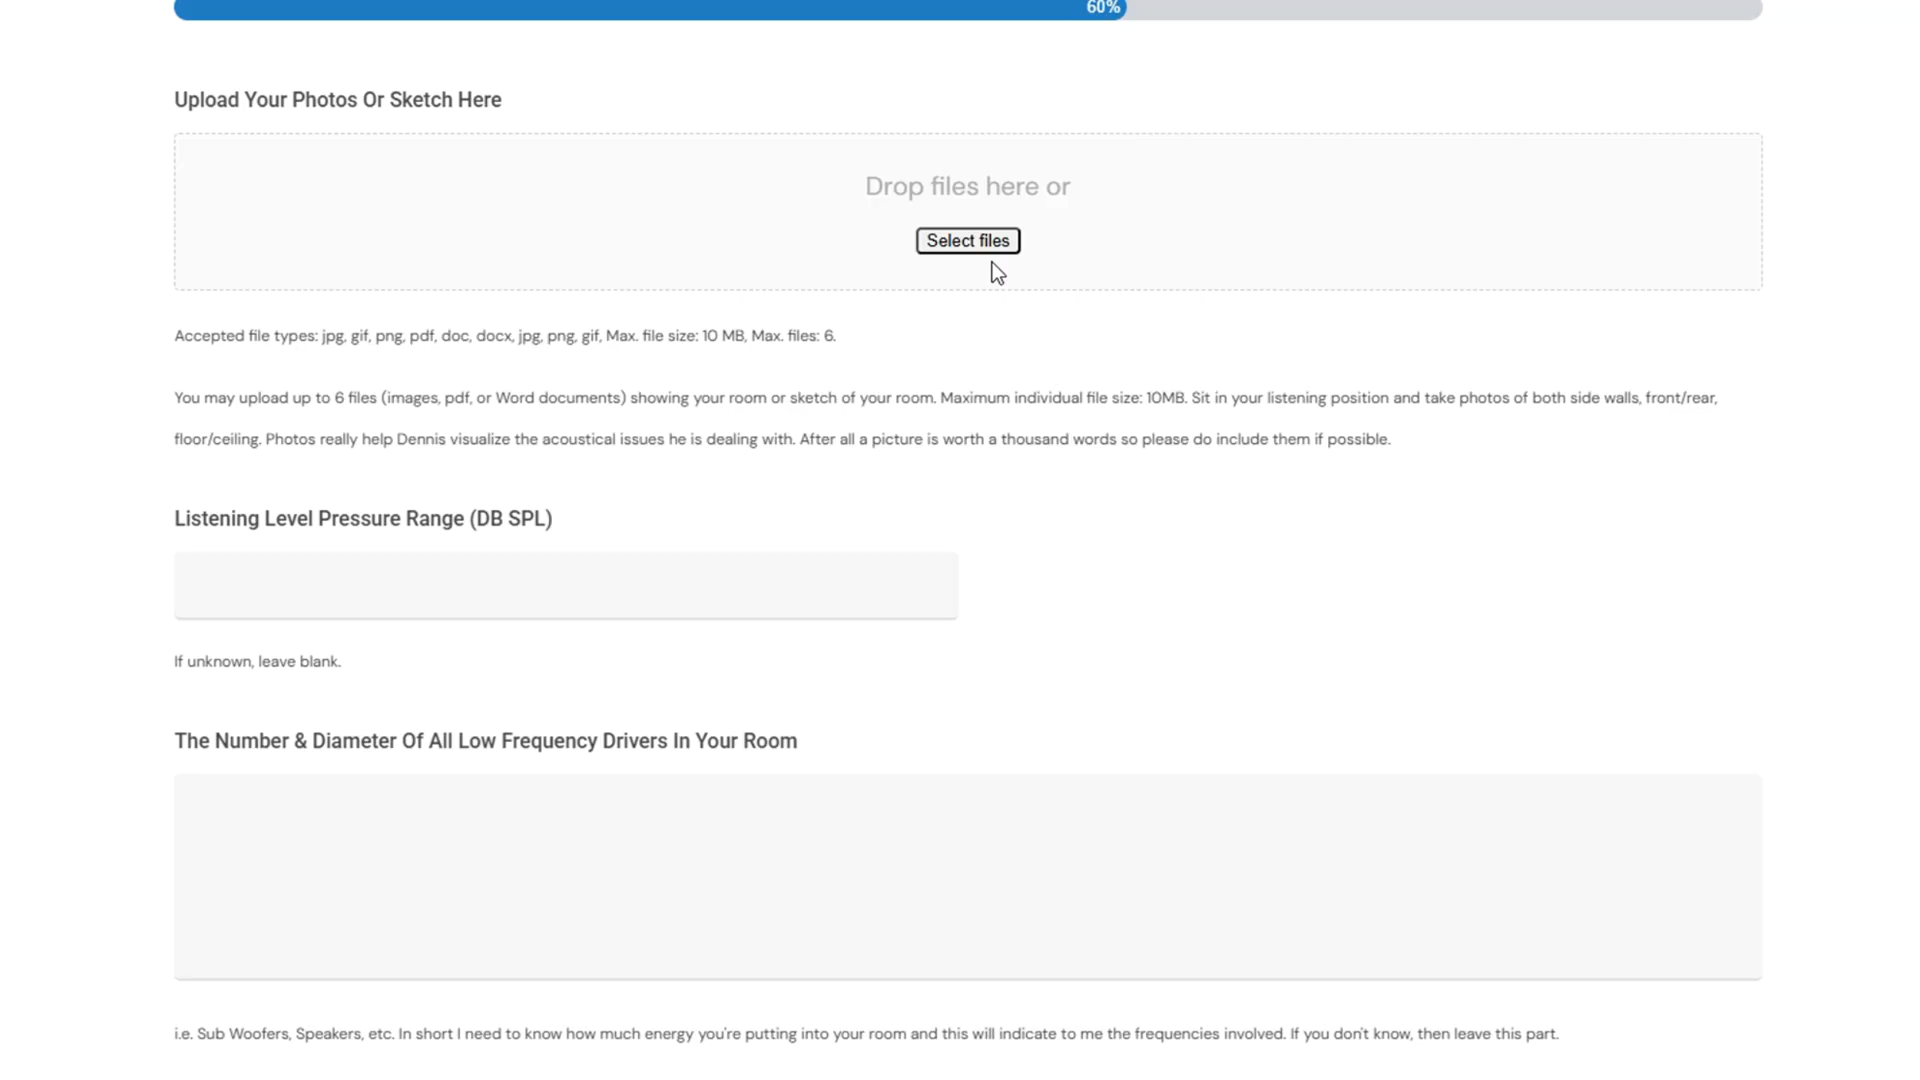 60%
Upload Your Photos Or Sketch Here
Drop files here or
Select files
Accepted file types: jpg, gif, png, pdf, doc, docx, jpg, png, gif, Max. file size: 10 MB, Max. files: 6.
You may upload up to 6 files (images, pdf, or Word documents) showing your room or sketch of your room. Maximum individual file size: 10MB. Sit in your listening position and take photos of both side walls, front/rear,
floor/ceiling. Photos really help Dennis visualize the acoustical issues he is dealing with. After all a picture is worth a thousand words so please do include them if possible.
Listening Level Pressure Range (DB SPL)
If unknown, leave blank.
The Number & Diameter Of All Low Frequency Drivers In Your Room
i.e. Sub Woofers, Speakers, etc. In short I need to know how much energy you're putting into your room and this will indicate to me the frequencies involved. If you don't know, then leave this part.